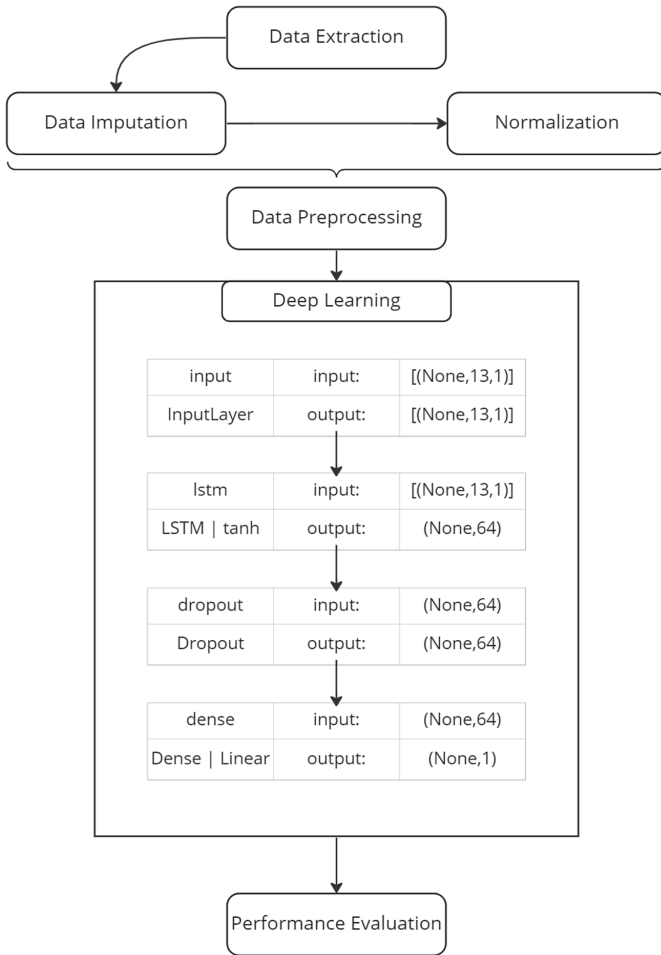 Data Extraction
Data Imputation
Normalization
Data Preprocessing
Deep Learning
input input: [(None,13,1)]
InputLayer output: [(None,13,1)]
lstm input: [(None,13,1)]
LSTM | tanh output: (None,64)
dropout input: (None,64)
Dropout output: (None,64)
dense input: (None,64)
Dense | Linear output: (None,1)
Performance Evaluation